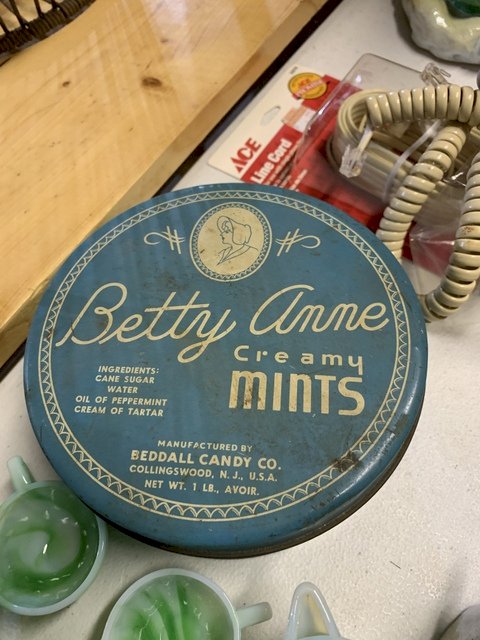 ACE
Line Cord
Betty Anne
Creamy
MINTS
INGREDIENTS:
CANE SUGAR
WATER
OIL OF PEPPERMINT
CREAM OF TARTAR
MANUFACTURED BY
BEDDALL CANDY CO.
COLLINGSWOOD, N. J., U.S.A.
NET WT. 1 LB., AVOIR.